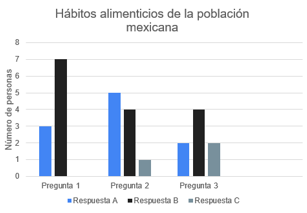 Hábitos alimenticios de la población
mexicana
Número de personas
8
7
6
5
4
3
2
1
0
Pregunta 1 Pregunta 2 Pregunta 3
Respuesta A Respuesta B Respuesta C